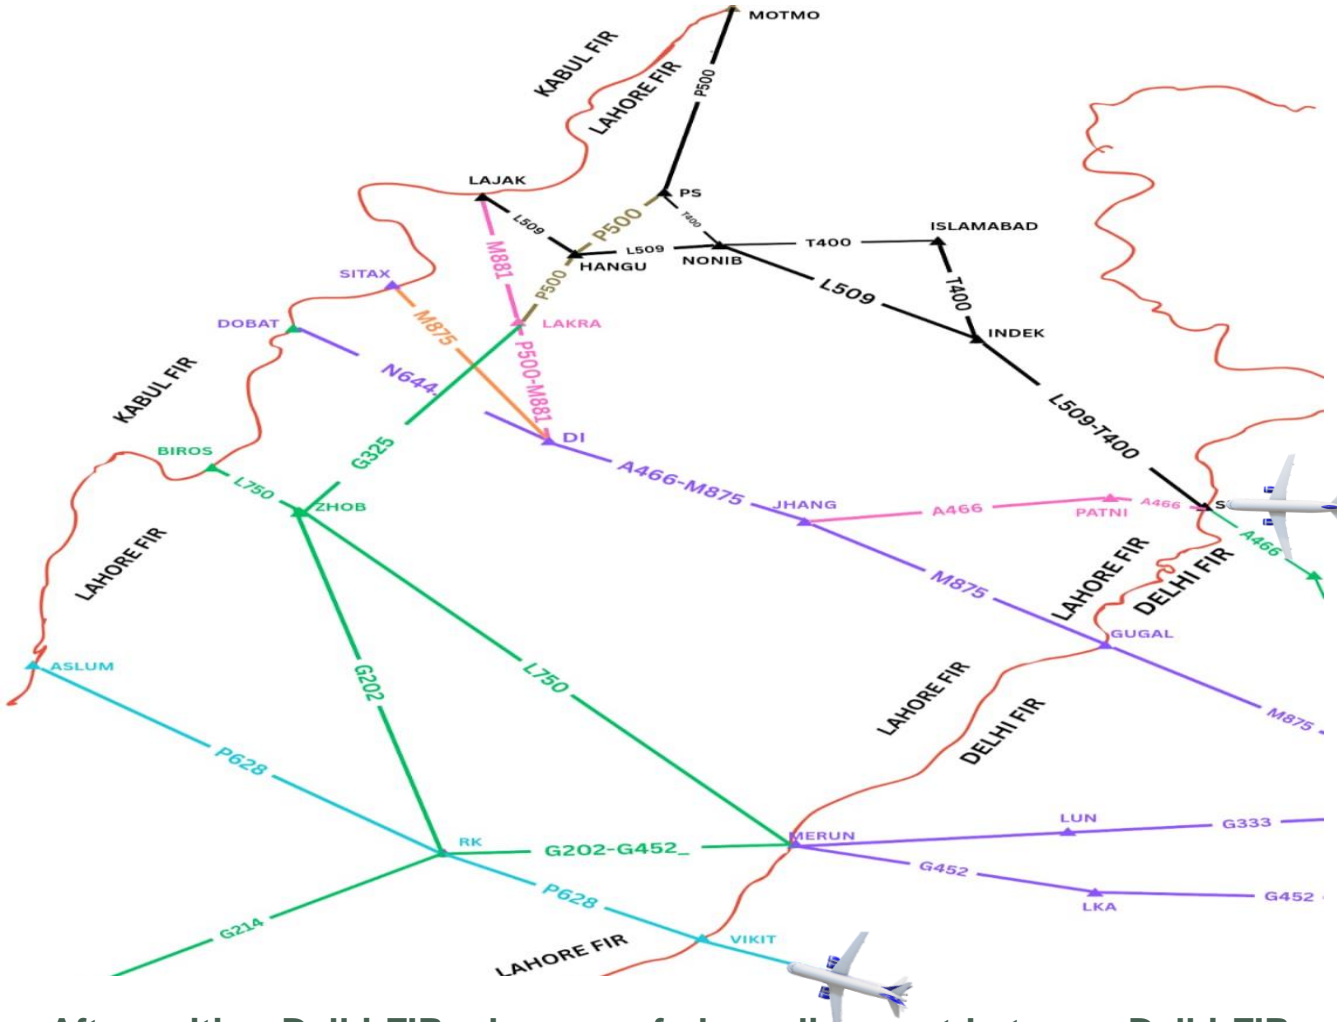 MOTMO
KABUL FIR
LAHORE FIR
P500
LAJAK
PS
L509
P500
T400
ISLAMABAD
M881
L509
T400
HANGU
NONIB
SITAX
P500
L509
T400
DOBAT
M875
LAKRA
INDEK
N644
P500-M881
KABUL FIR
L509-T400
BIROS
G325
DI
L750
A466-M875
ZHOB
JHANG
A466
PATNI
A466
S
A466
LAHORE FIR
M875
LAHORE FIR
DELHI FIR
GUGAL
ASLUM
G202
L750
LAHORE FIR
DELHI FIR
M875
P628
RK
G202-G452_
MERUN
LUN
G333
G452
LKA
G452
P628
G214
VIKIT
LAHORE FIR